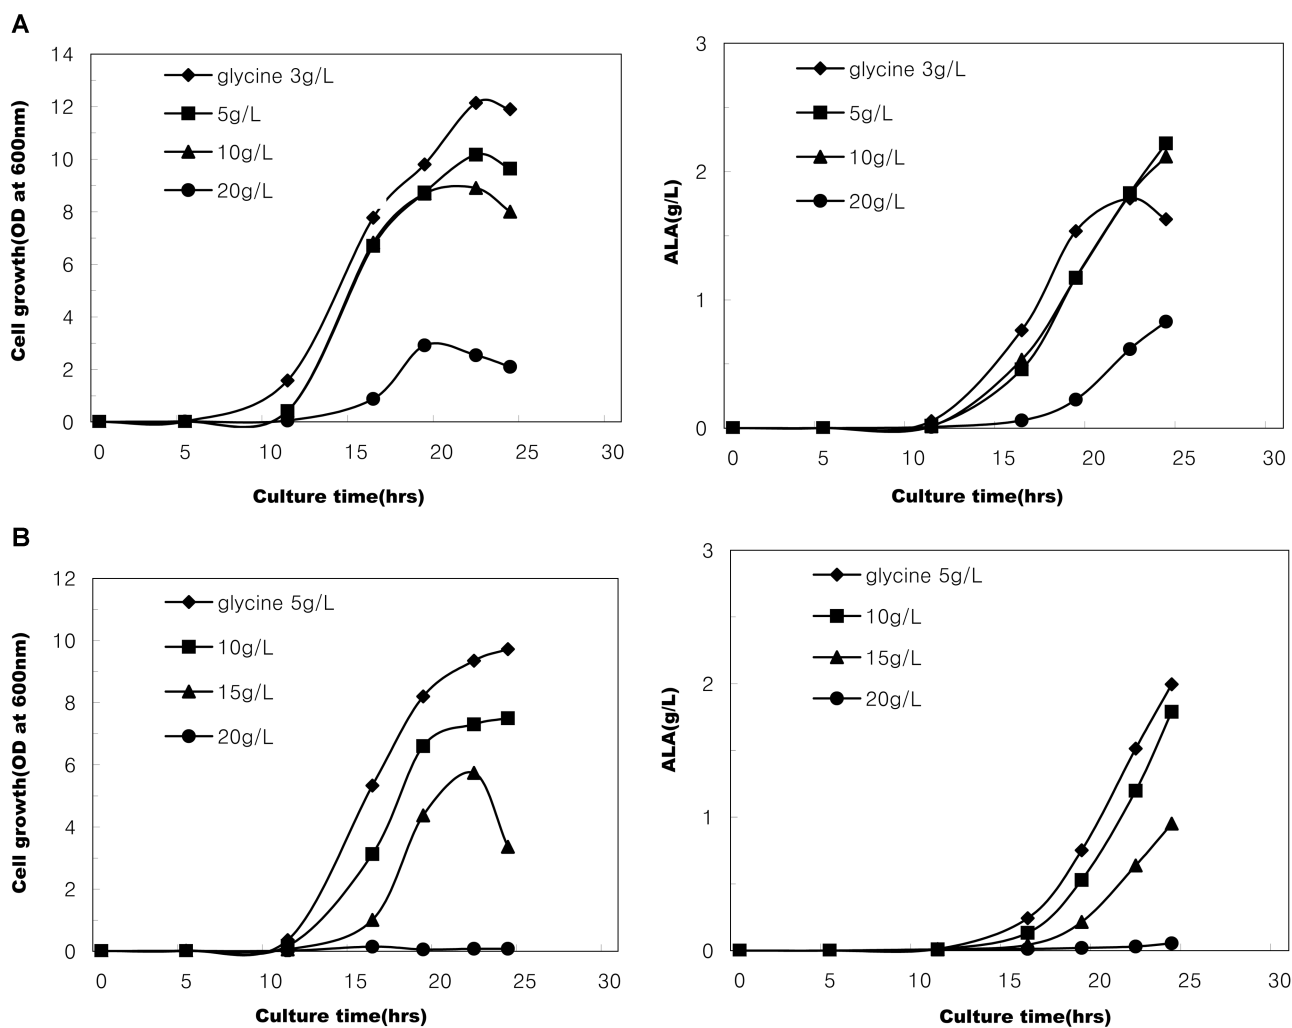 A
14
12
10
8
6
4
2
0
Cell growth(OD at 600nm)
glycine 3g/L
5g/L
10g/L
20g/L
0 5 10 15 20 25 30
Culture time(hrs)
3
2
1
0
ALA(g/L)
glycine 3g/L
5g/L
10g/L
20g/L
0 5 10 15 20 25 30
Culture time(hrs)
B
12
10
8
6
4
2
0
Cell growth(OD at 600nm)
glycine 5g/L
10g/L
15g/L
20g/L
0 5 10 15 20 25 30
Culture time(hrs)
3
2
1
0
ALA(g/L)
glycine 5g/L
10g/L
15g/L
20g/L
0 5 10 15 20 25 30
Culture time(hrs)